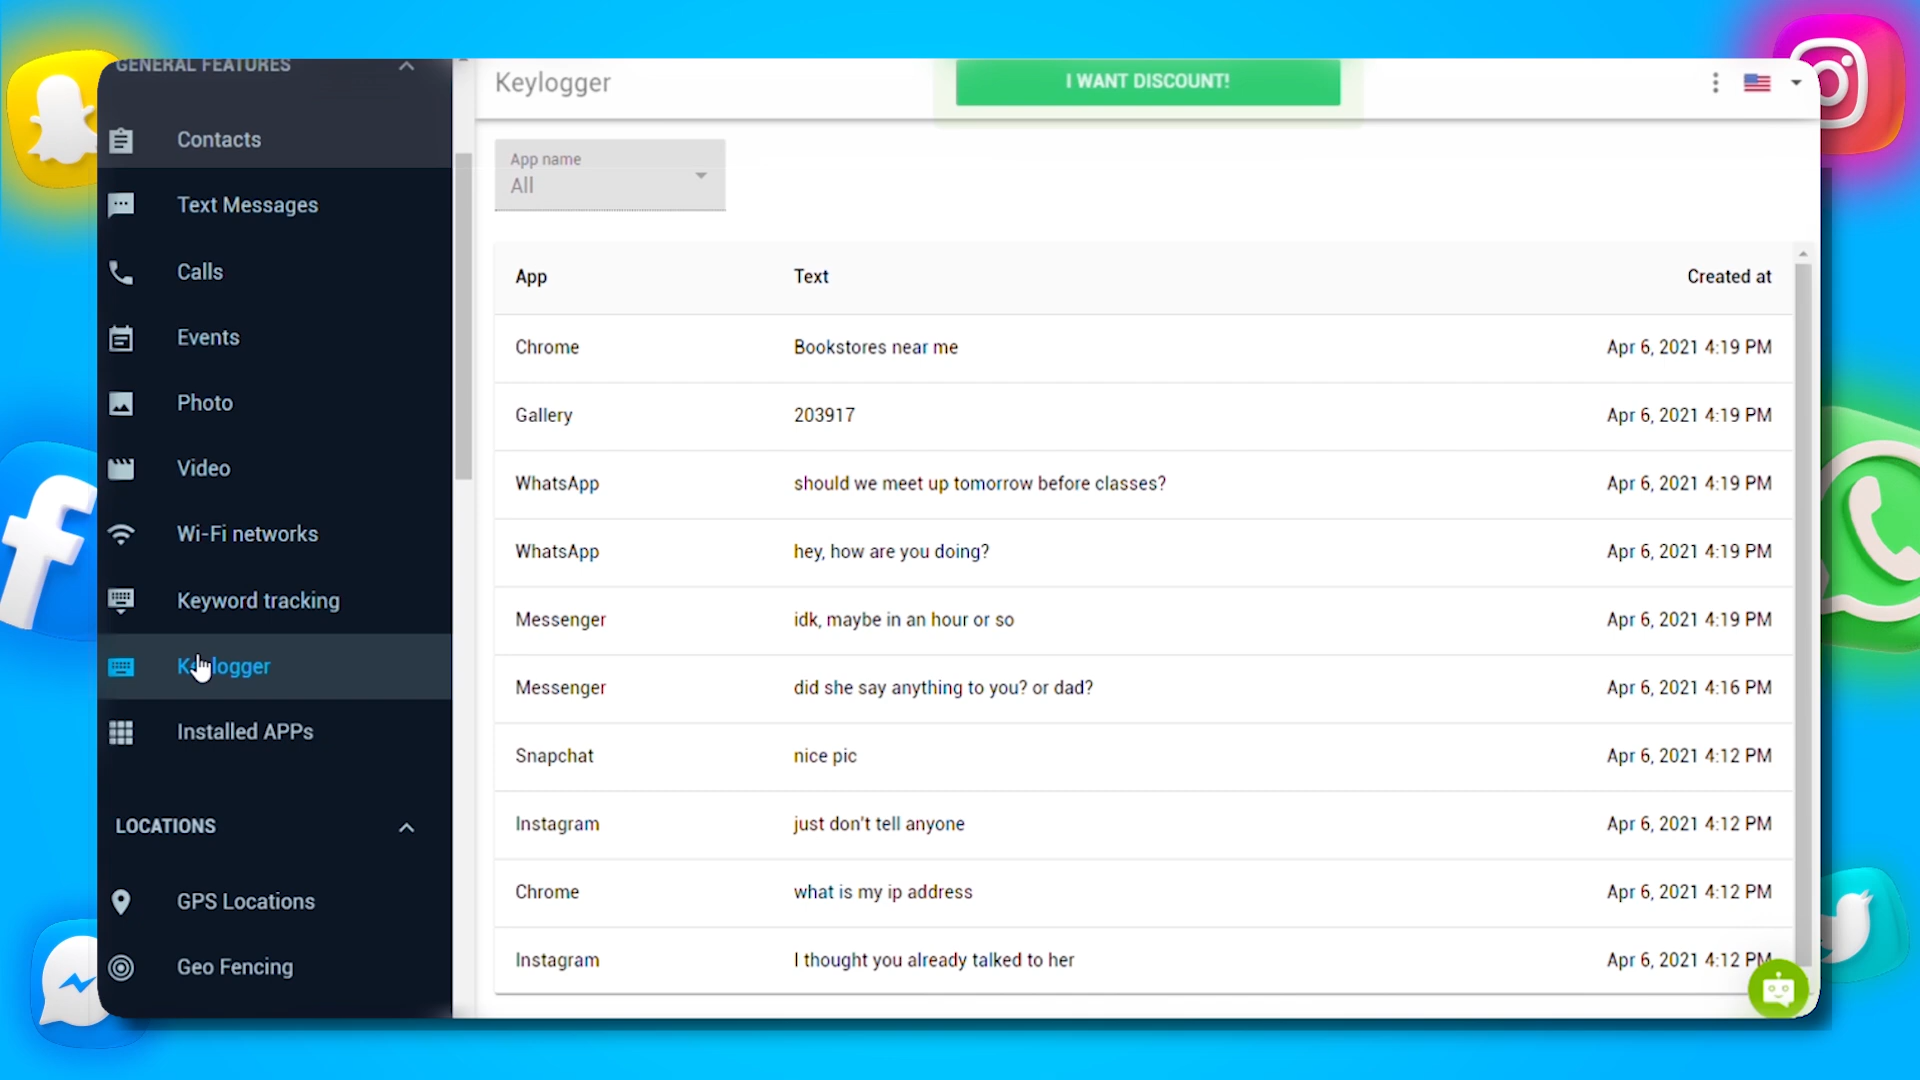 GENERAL FEATURES
Contacts
Text Messages
Calls
Events
Photo
Video
Wi-Fi networks
Keyword tracking
Keylogger
Installed APPs
LOCATIONS
GPS Locations
Geo Fencing
Keylogger
I WANT DISCOUNT!
App name
All
App Text Created at
Chrome Bookstores near me Apr 6, 2021 4:19 PM
Gallery 203917 Apr 6, 2021 4:19 PM
WhatsApp should we meet up tomorrow before classes? Apr 6, 2021 4:19 PM
WhatsApp hey, how are you doing? Apr 6, 2021 4:19 PM
Messenger idk, maybe in an hour or so Apr 6, 2021 4:19 PM
Messenger did she say anything to you? or dad? Apr 6, 2021 4:16 PM
Snapchat nice pic Apr 6, 2021 4:12 PM
Instagram just don't tell anyone Apr 6, 2021 4:12 PM
Chrome what is my ip address Apr 6, 2021 4:12 PM
Instagram I thought you already talked to her Apr 6, 2021 4:12 PM